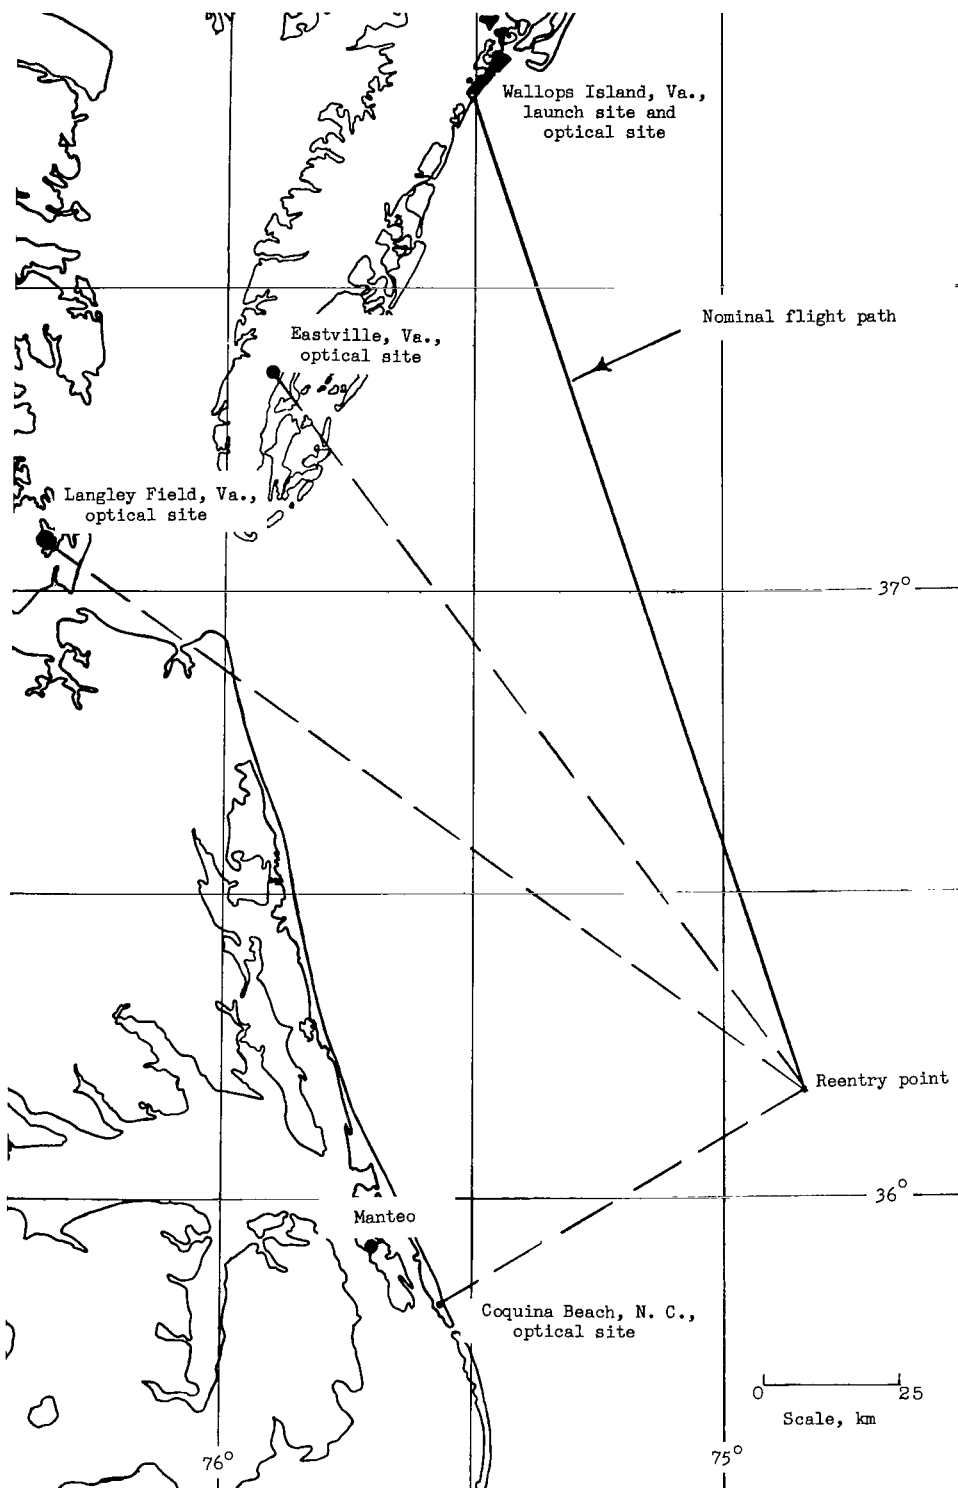 Wallops Island, Va.,
launch site and
optical site
Nominal flight path
Eastville, Va.,
optical site
Langley Field, Va.,
optical site
37°
Reentry point
36°
Manteo
Coquina Beach, N. C.,
optical site
0 25
Scale, km
76° 75°